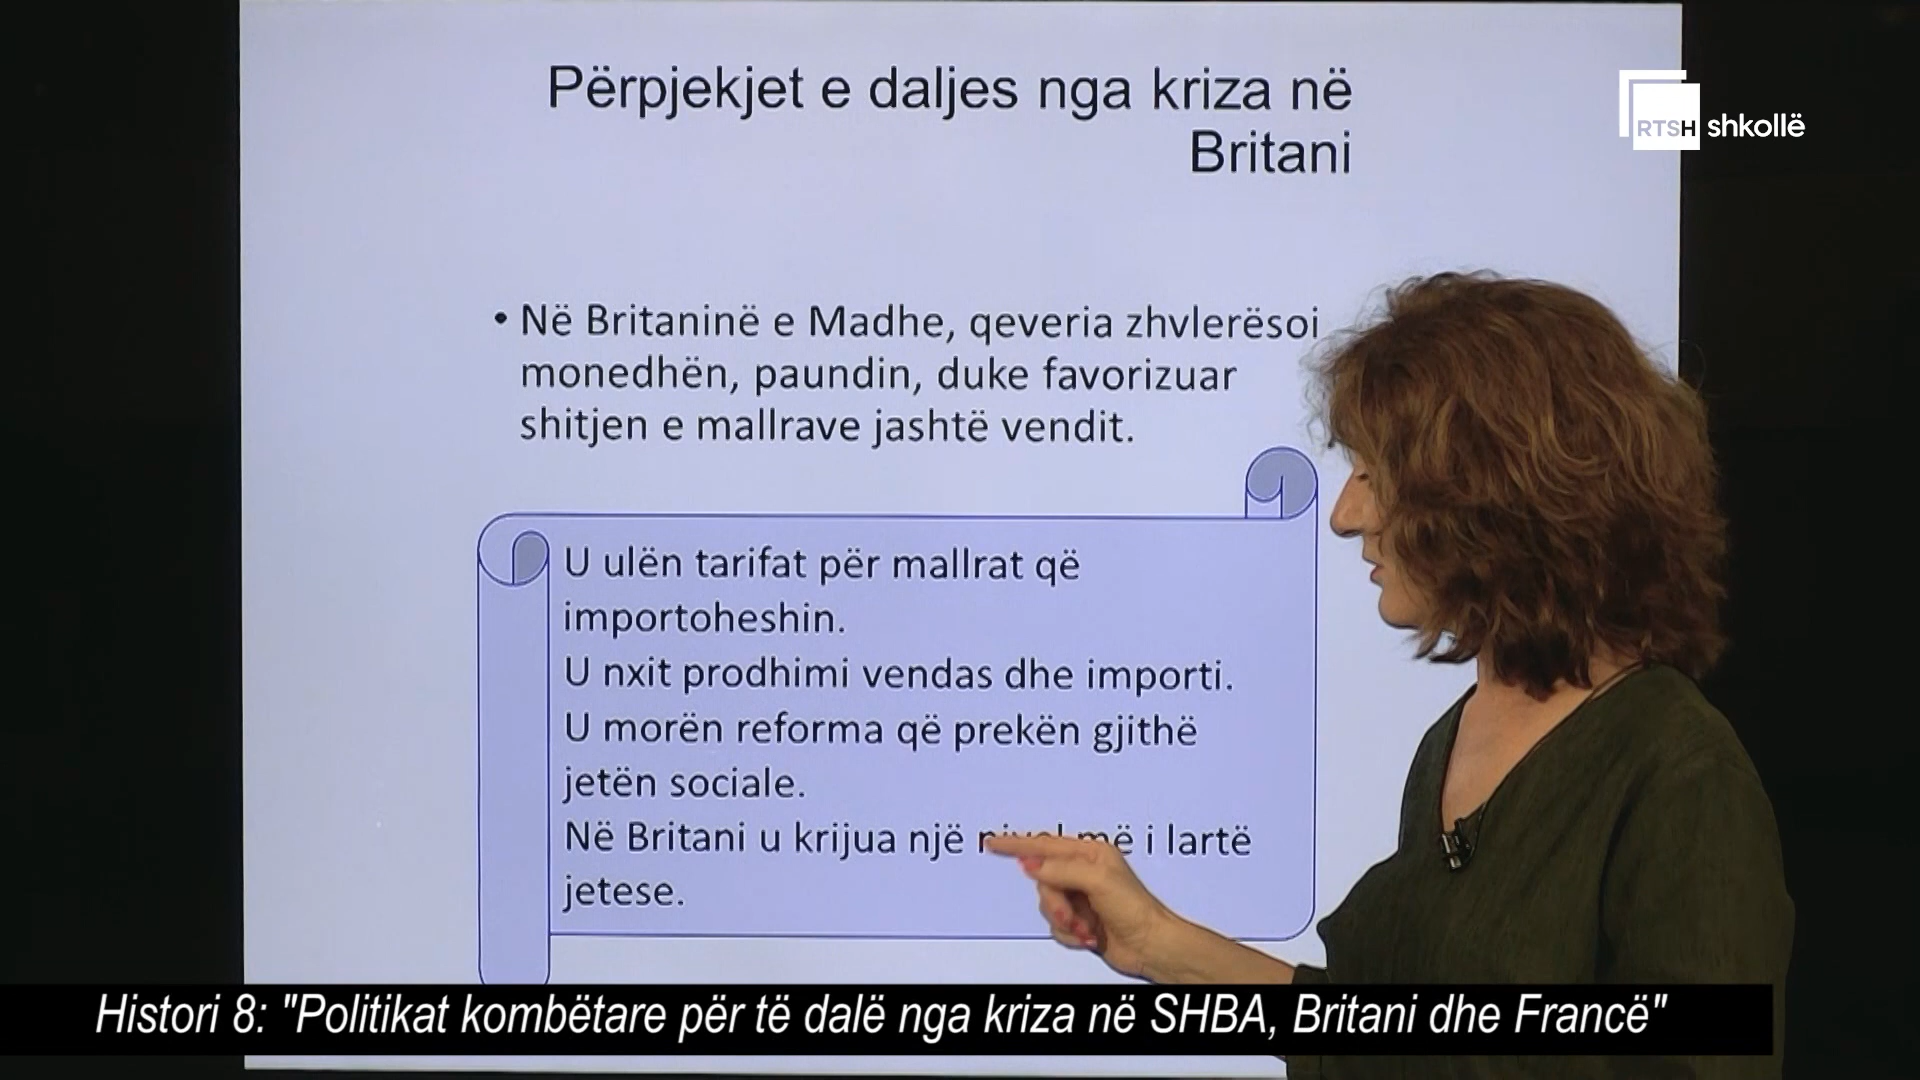 Përpjekjet e daljes nga kriza në
Britani
RTSH shkollë
• Në Britaninë e Madhe, qeveria zhvlerësoi
monedhën, paundin, duke favorizuar
shitjen e mallrave jashtë vendit.
U ulën tarifat për mallrat që
importoheshin.
U nxit prodhimi vendas dhe importi.
U morën reforma që prekën gjithë
jetën sociale.
Në Britani u krijua një më i lartë
jetese.
Histori 8: "Politikat kombëtare për të dalë nga kriza në SHBA, Britani dhe Francë"